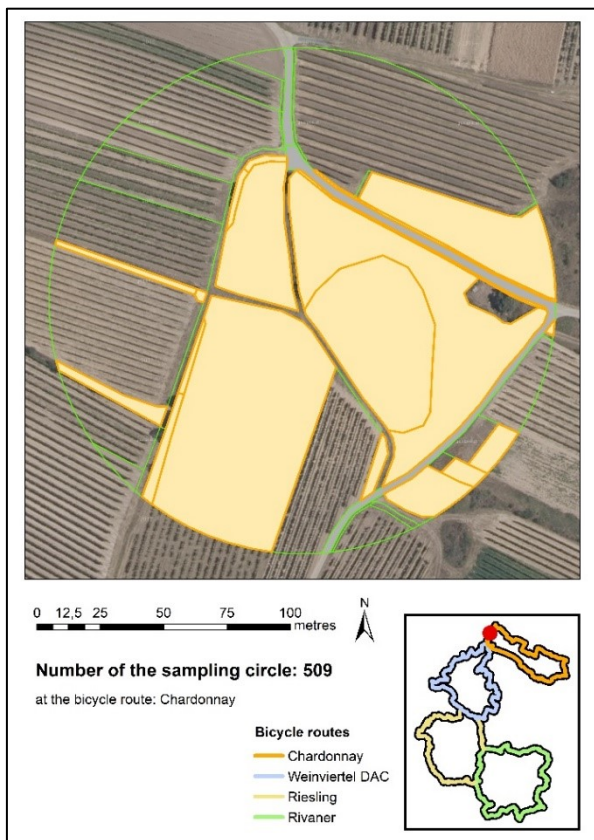 0 12,5 25 50 75 100
metres
N
Number of the sampling circle: 509
at the bicycle route: Chardonnay
Bicycle routes
Chardonnay
Weinviertel DAC
Riesling
Rivaner